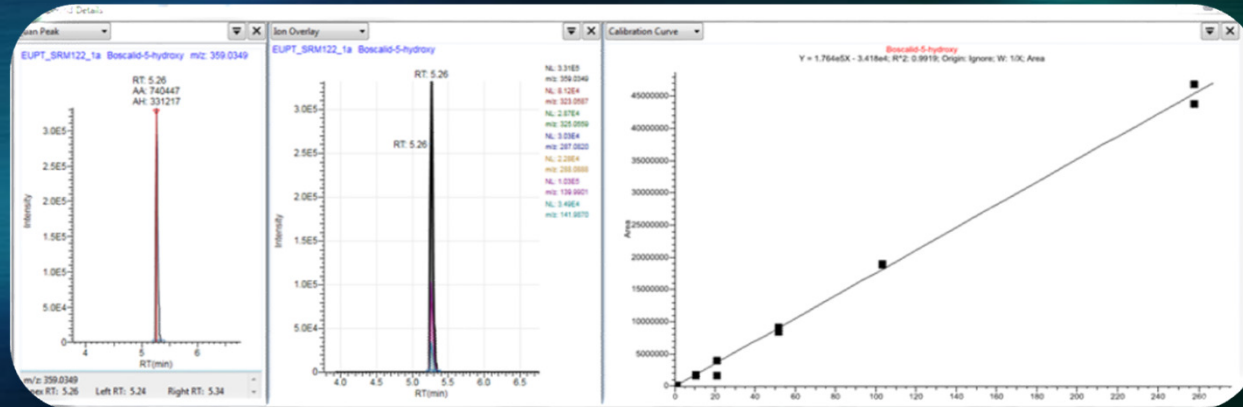 Details
uan Peak
Ion Overlay
Calibration Curve
EUPT_SRM122_1a Boscalid-5-hydroxy m/z: 359.0349
RT: 5.26
AA: 740447
AH: 331217
3.0E5
2.5E5
2.0E5
1.5E5
1.0E5
5.0E4
0
Intensity
4 5 6
RT(min)
m/z: 359.0349
pex RT: 5.26 Left RT: 5.24 Right RT: 5.34
EUPT_SRM122_1a Boscalid-5-hydroxy
RT: 5.26
RT: 5.26
3.0E5
2.5E5
2.0E5
1.5E5
1.0E5
5.0E4
0
Intensity
4.0 4.5 5.0 5.5 6.0 6.5
RT(min)
NL: 3.31E5
m/z: 359.0349
NL: 8.12E4
m/z: 323.0587
NL: 2.87E4
m/z: 325.0559
NL: 3.03E4
m/z: 287.0820
NL: 2.28E4
m/z:
NL: 1.03E5
m/z: 139.9901
NL: 3.49E4
m/z: 141.9870
Boscalid-5-hydroxy
Y = 1.764e5X - 3.418e4; R^2: 0.9919; Origin: Ignore; W: 1/X; Area
45000000
40000000
35000000
30000000
25000000
20000000
15000000
10000000
5000000
0
Area
0 20 40 60 80 100 120 140 160 180 200 220 240 260